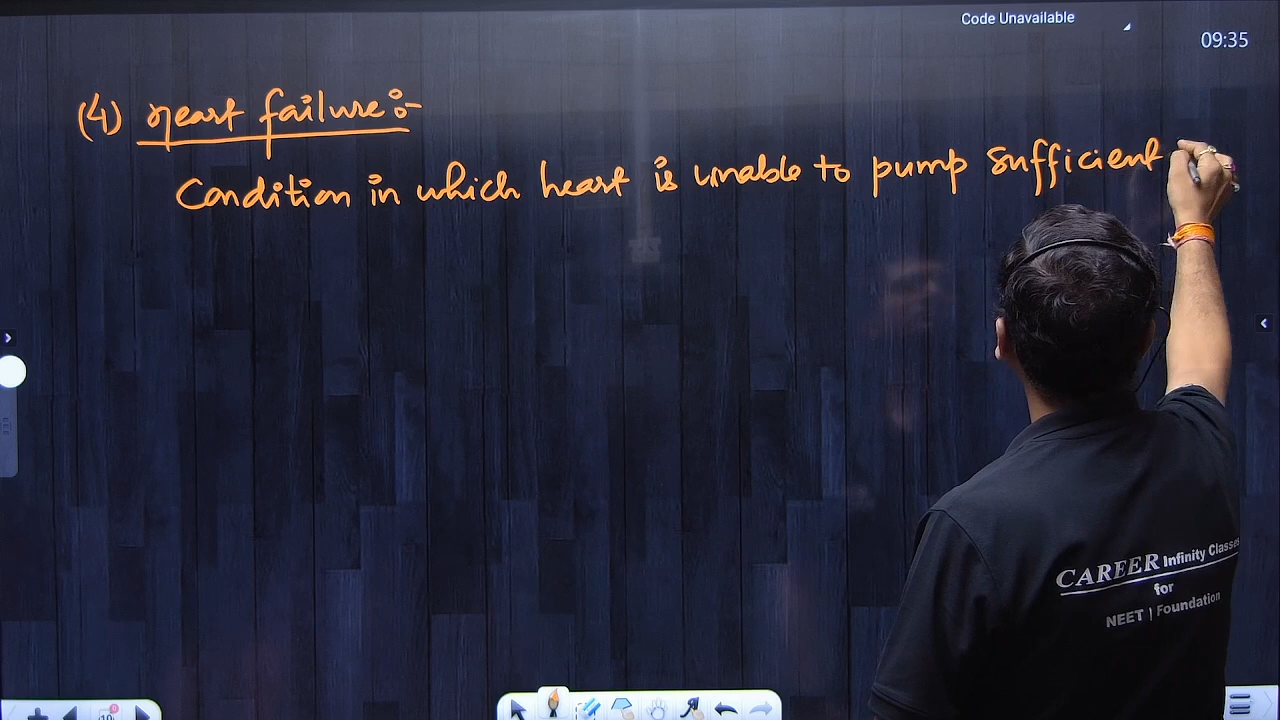 Code Unavailable
09:35
(4) Heart failure:-
Condition in which heart is unable to pump sufficient
CAREER Infinity Classes
for
NEET | Foundation